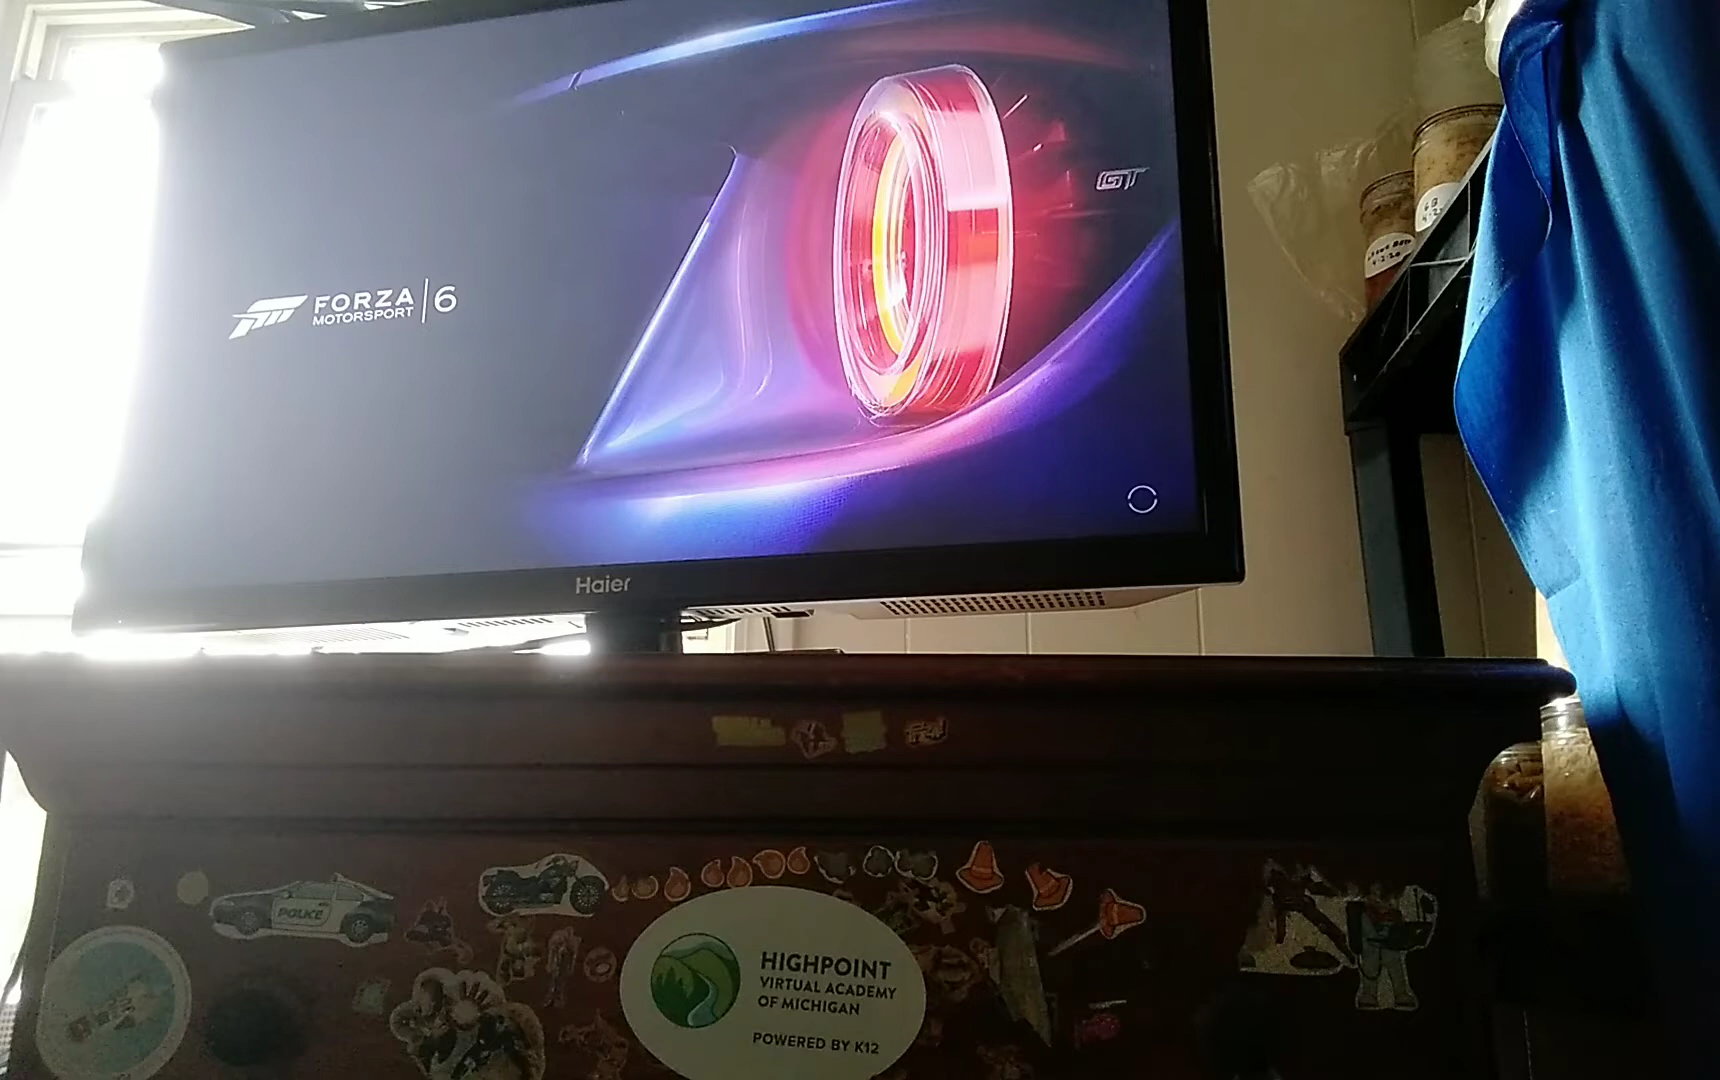 FORZA
MOTORSPORT
6
GT
Haier
POLICE
HIGHPOINT
VIRTUAL ACADEMY
OF MICHIGAN
POWERED BY K12